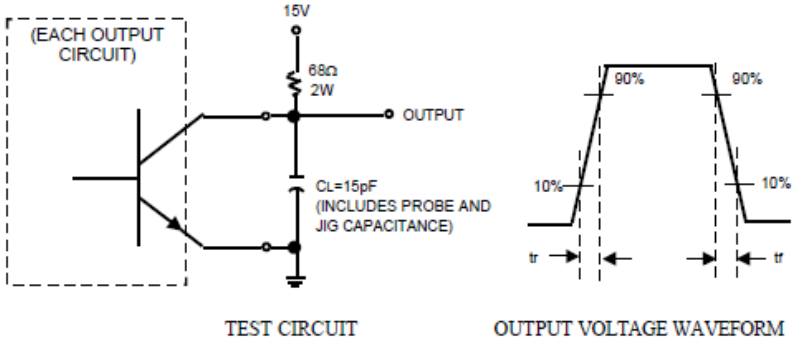 15V
(EACH OUTPUT
CIRCUIT)
68Ω
2W
OUTPUT
CL=15pF
(INCLUDES PROBE AND
JIG CAPACITANCE)
90%
90%
10%
10%
tr
tf
TEST CIRCUIT
OUTPUT VOLTAGE WAVEFORM